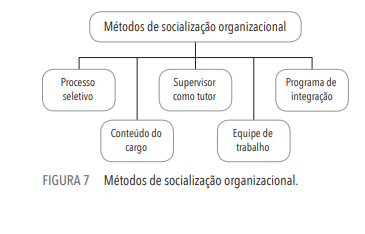 Métodos de socialização organizacional
Processo
seletivo
Supervisor
como tutor
Programa de
integração
Conteúdo do
cargo
Equipe de
trabalho
FIGURA 7 Métodos de socialização organizacional.